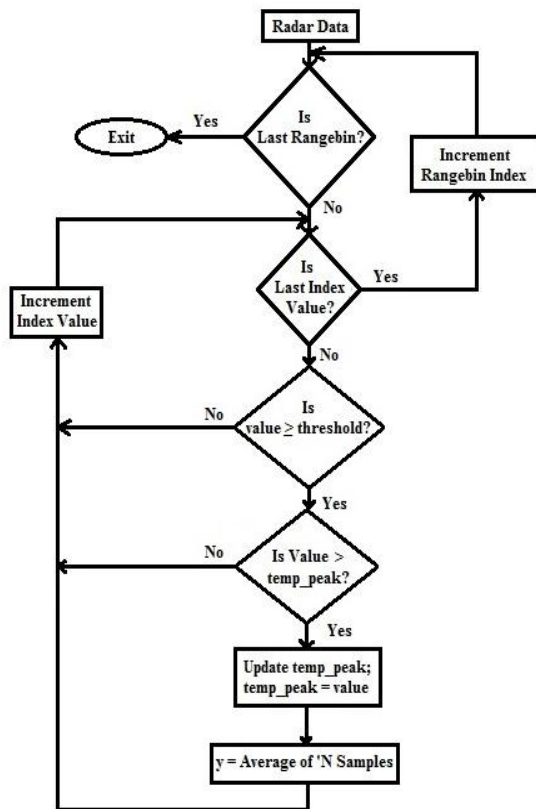 Radar Data
Is
Last Rangebin?
Yes
Exit
Increment
Rangebin Index
No
Is
Last Index
Value?
Yes
Increment
Index Value
No
Is
value ≥ threshold?
No
Yes
Is Value >
temp_peak?
No
Yes
Update temp_peak;
temp_peak = value
y = Average of 'N Samples